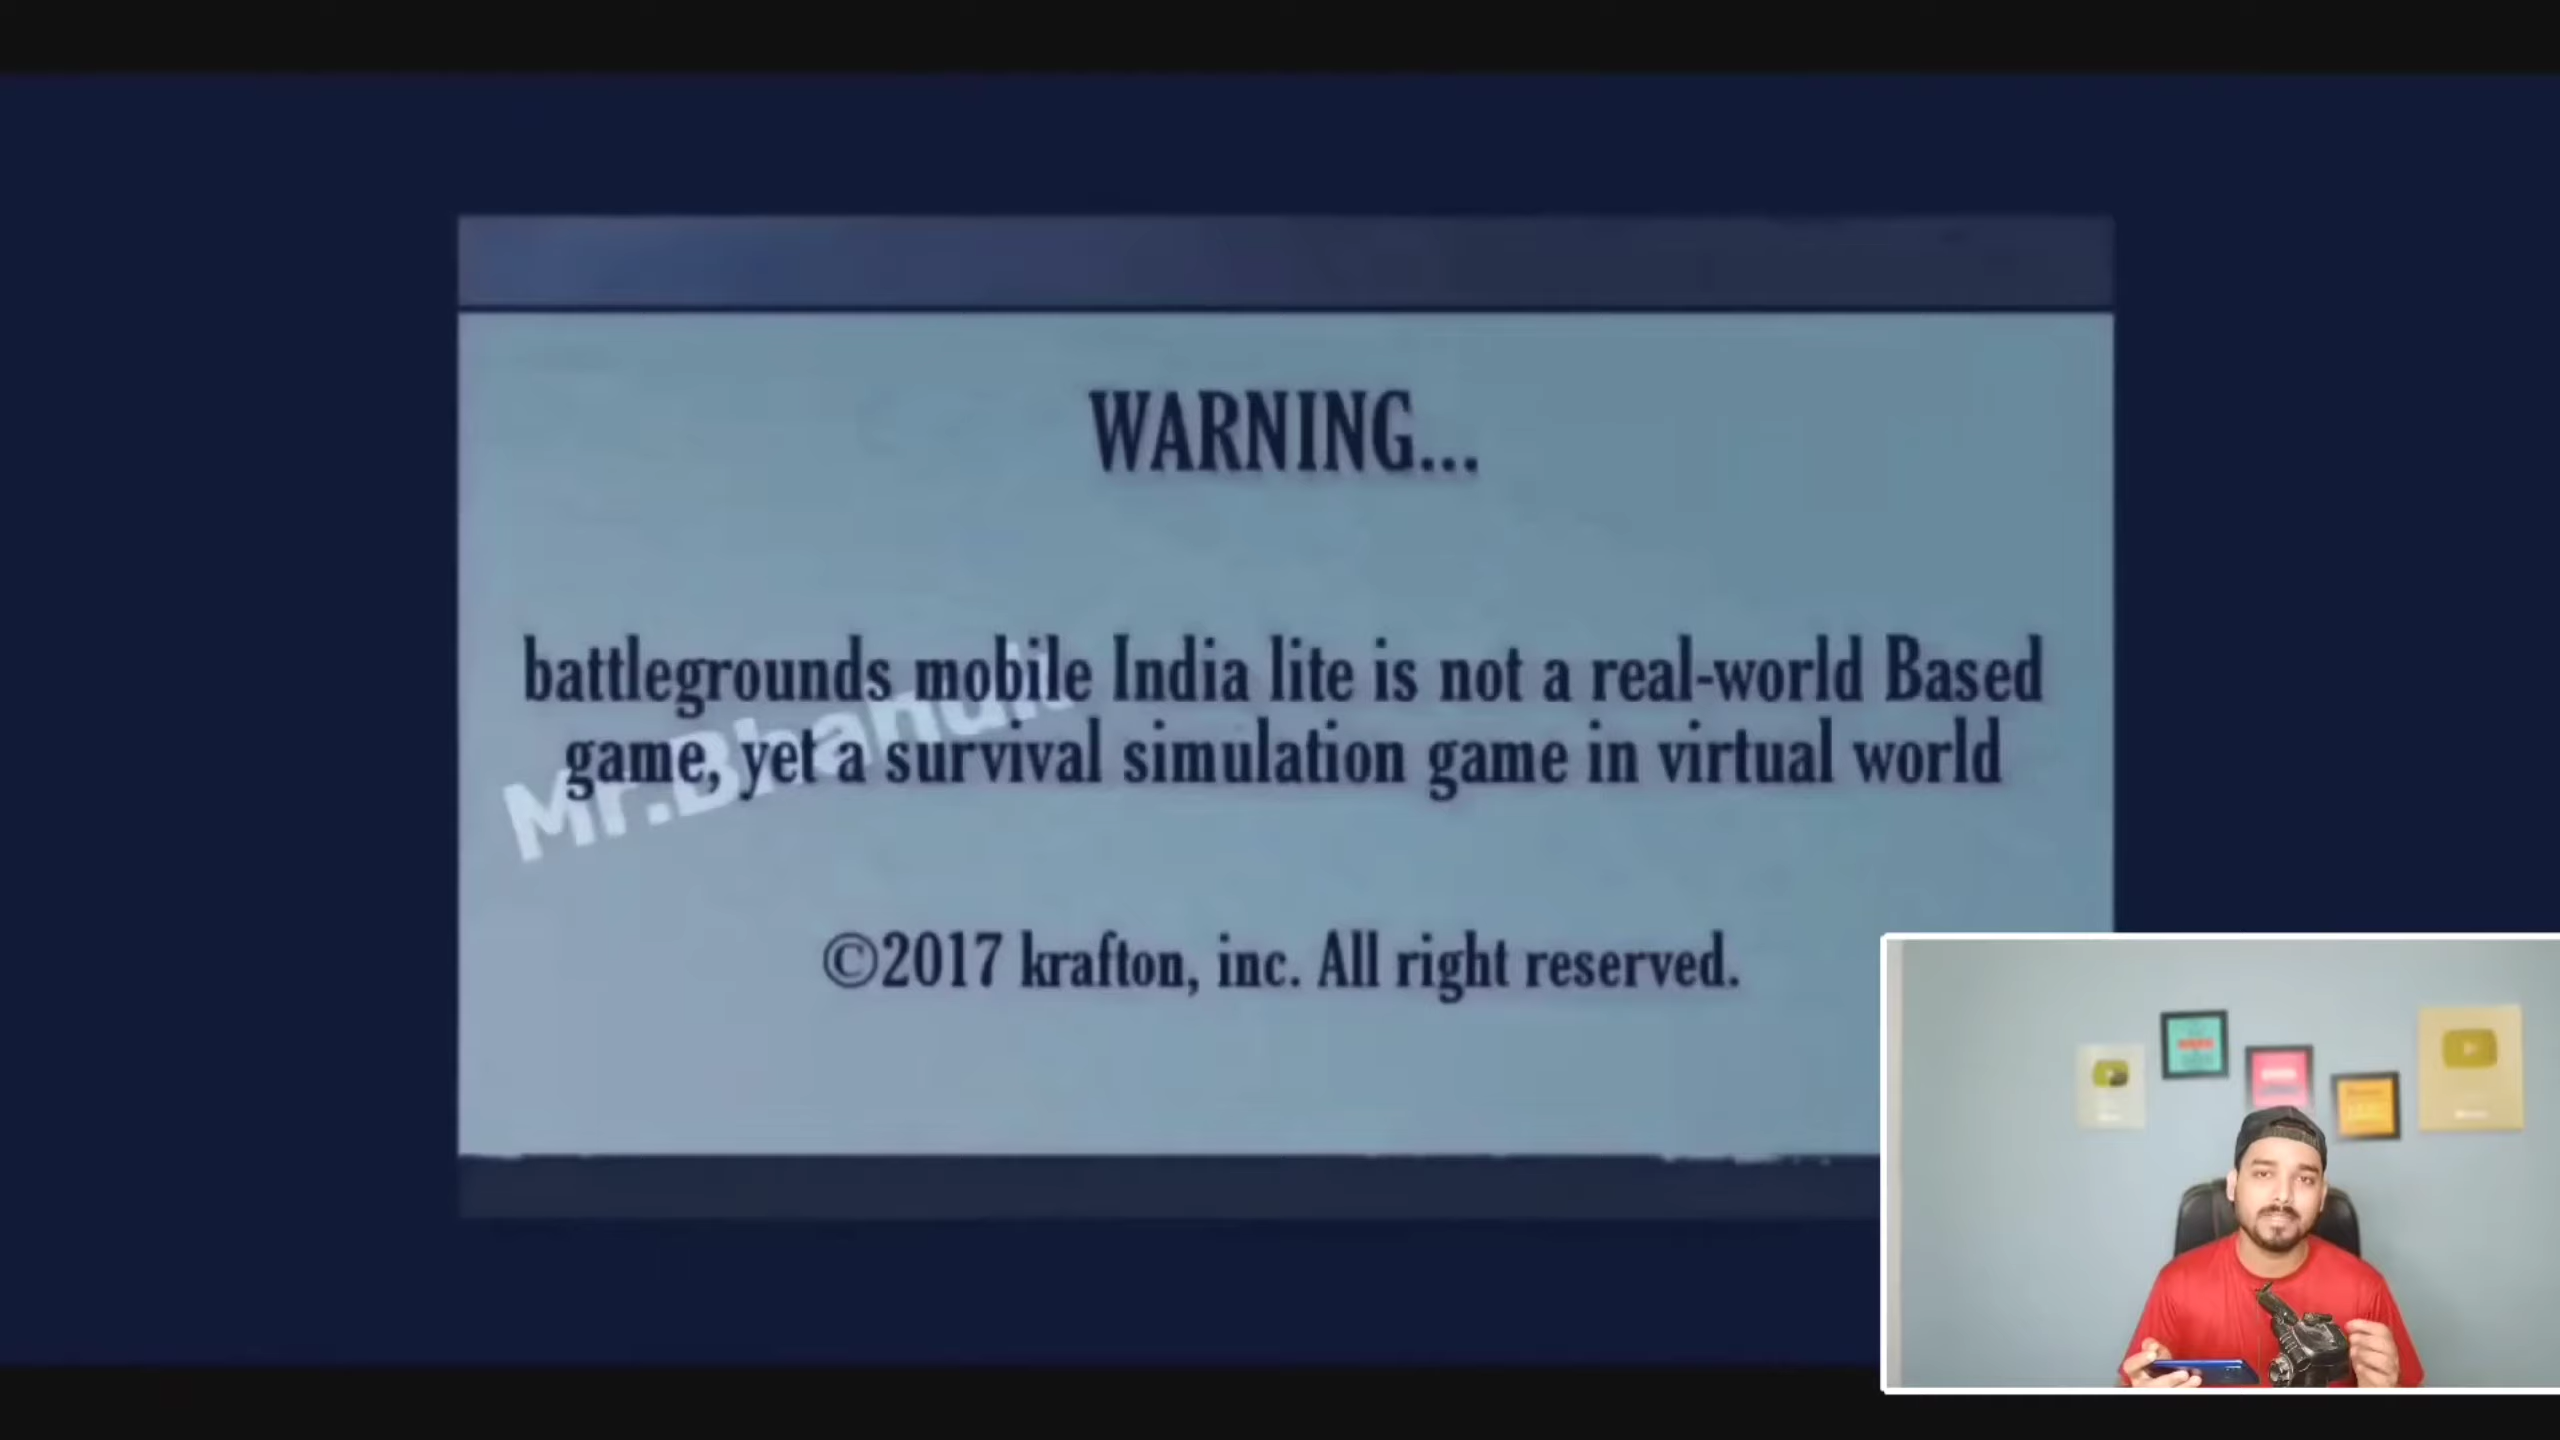 WARNING...
battlegrounds mobile India lite is not a real-world Based
game, yet a survival simulation game in virtual world
©2017 krafton, inc. All right reserved.